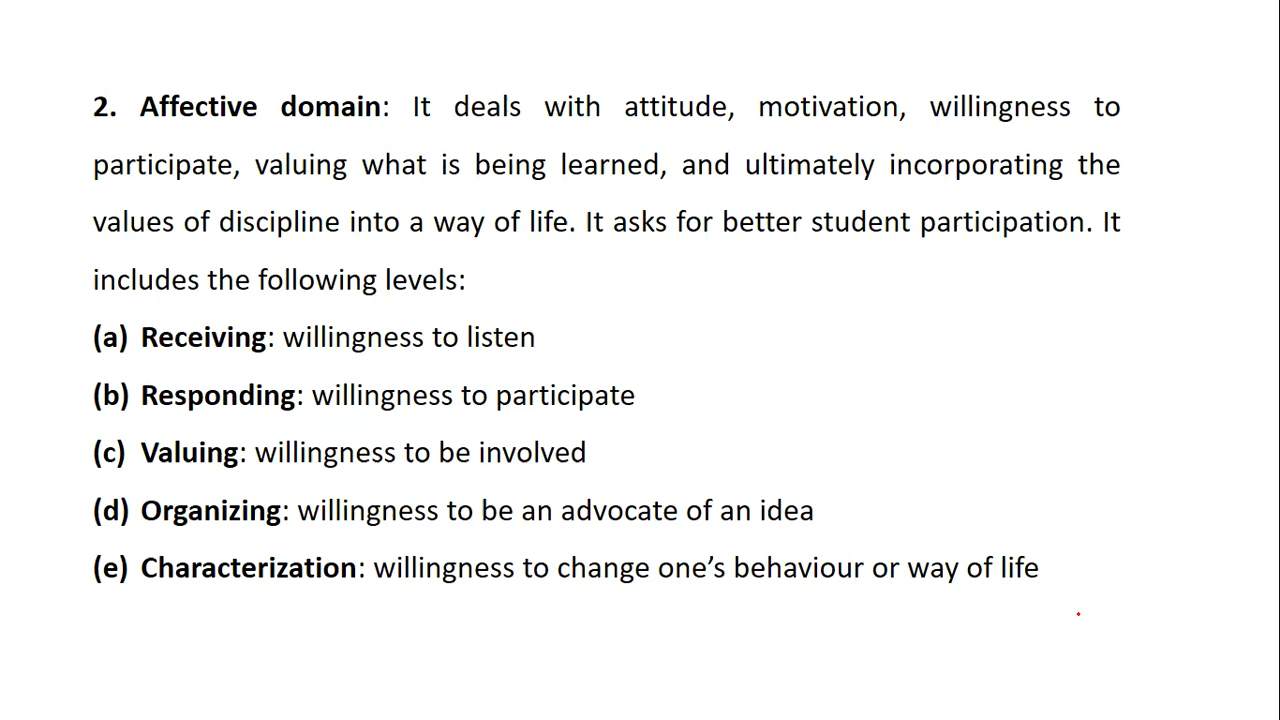 2. Affective domain: It deals with attitude, motivation, willingness to
participate, valuing what is being learned, and ultimately incorporating the
values of discipline into a way of life. It asks for better student participation. It
includes the following levels:
(a) Receiving: willingness to listen
(b) Responding: willingness to participate
(c) Valuing: willingness to be involved
(d) Organizing: willingness to be an advocate of an idea
(e) Characterization: willingness to change one’s behaviour or way of life